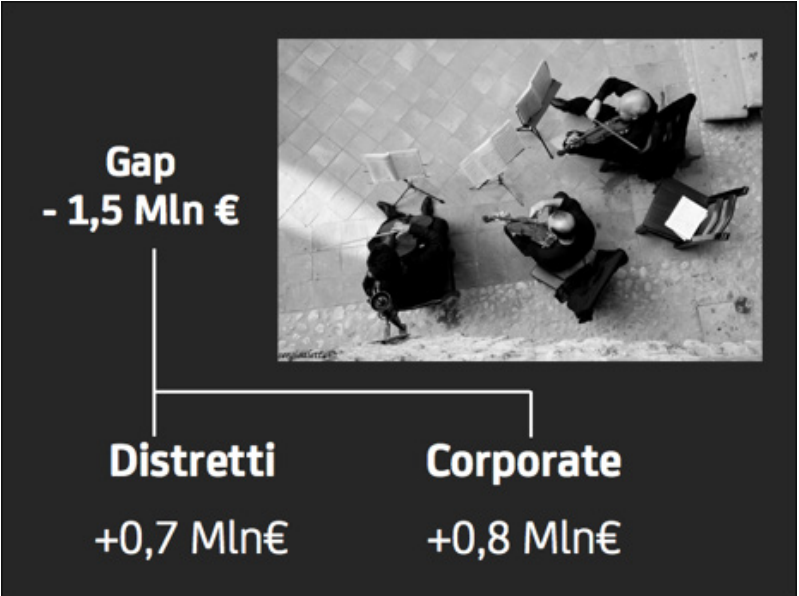 Gap
- 1,5 Mln €
Distretti
Corporate
+0,7 Mln€
+0,8 Mln€